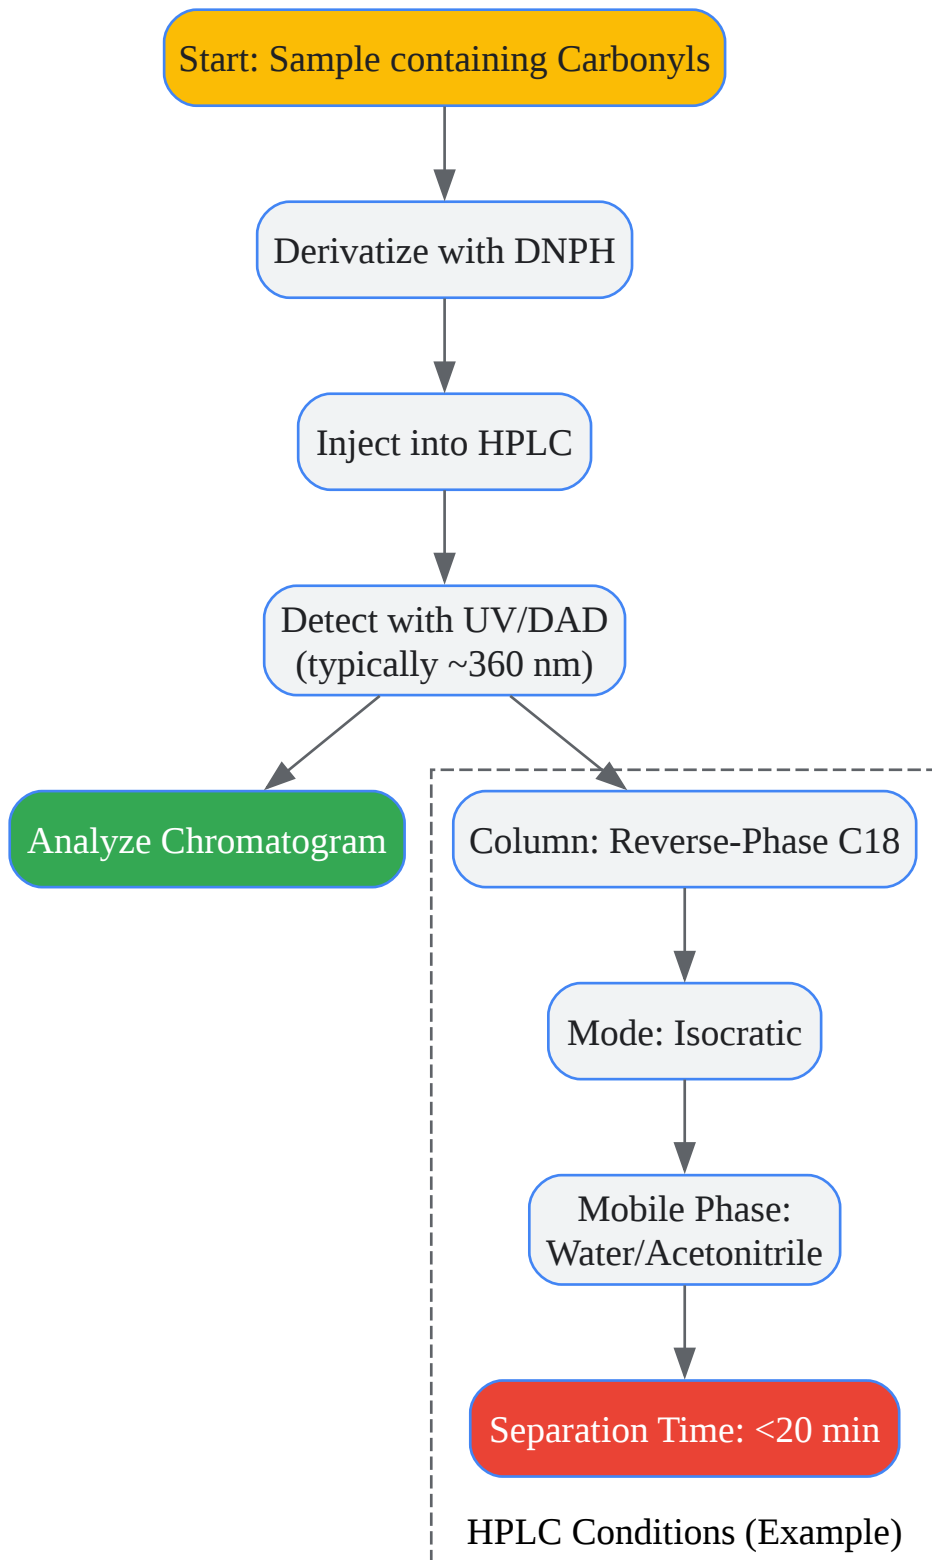 Start: Sample containing Carbonyls
Derivatize with DNPH
Inject into HPLC
Detect with UV/DAD
(typically ~360 nm)
Analyze Chromatogram
Column: Reverse-Phase C18
Mode: Isocratic
Mobile Phase:
Water/Acetonitrile
Separation Time: <20 min
HPLC Conditions (Example)